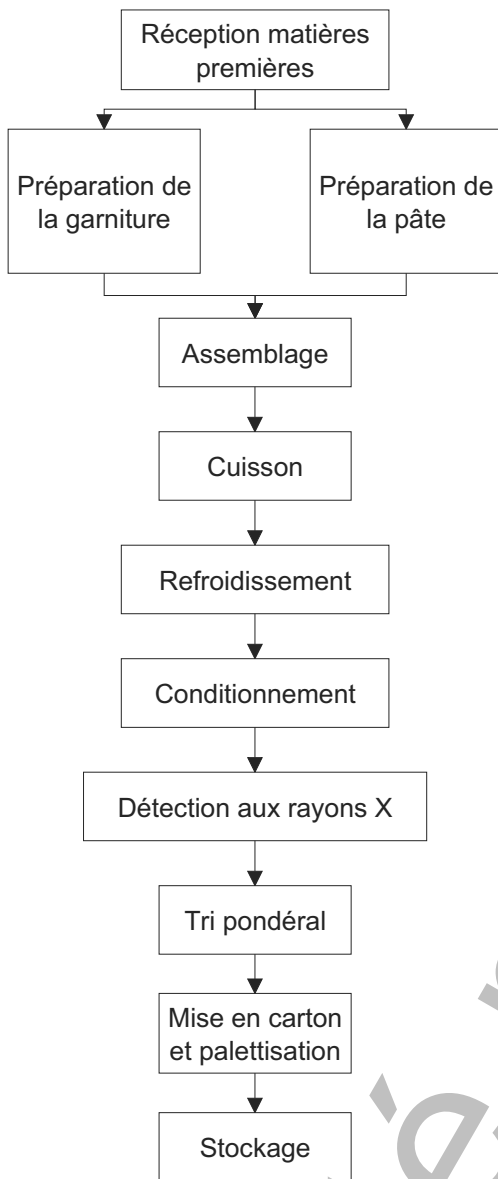 Réception matières
premières
Préparation de
la garniture
Préparation de
la pâte
Assemblage
Cuisson
Refroidissement
Conditionnement
Détection aux rayons X
Tri pondéral
Mise en carton
et palettisation
Stockage